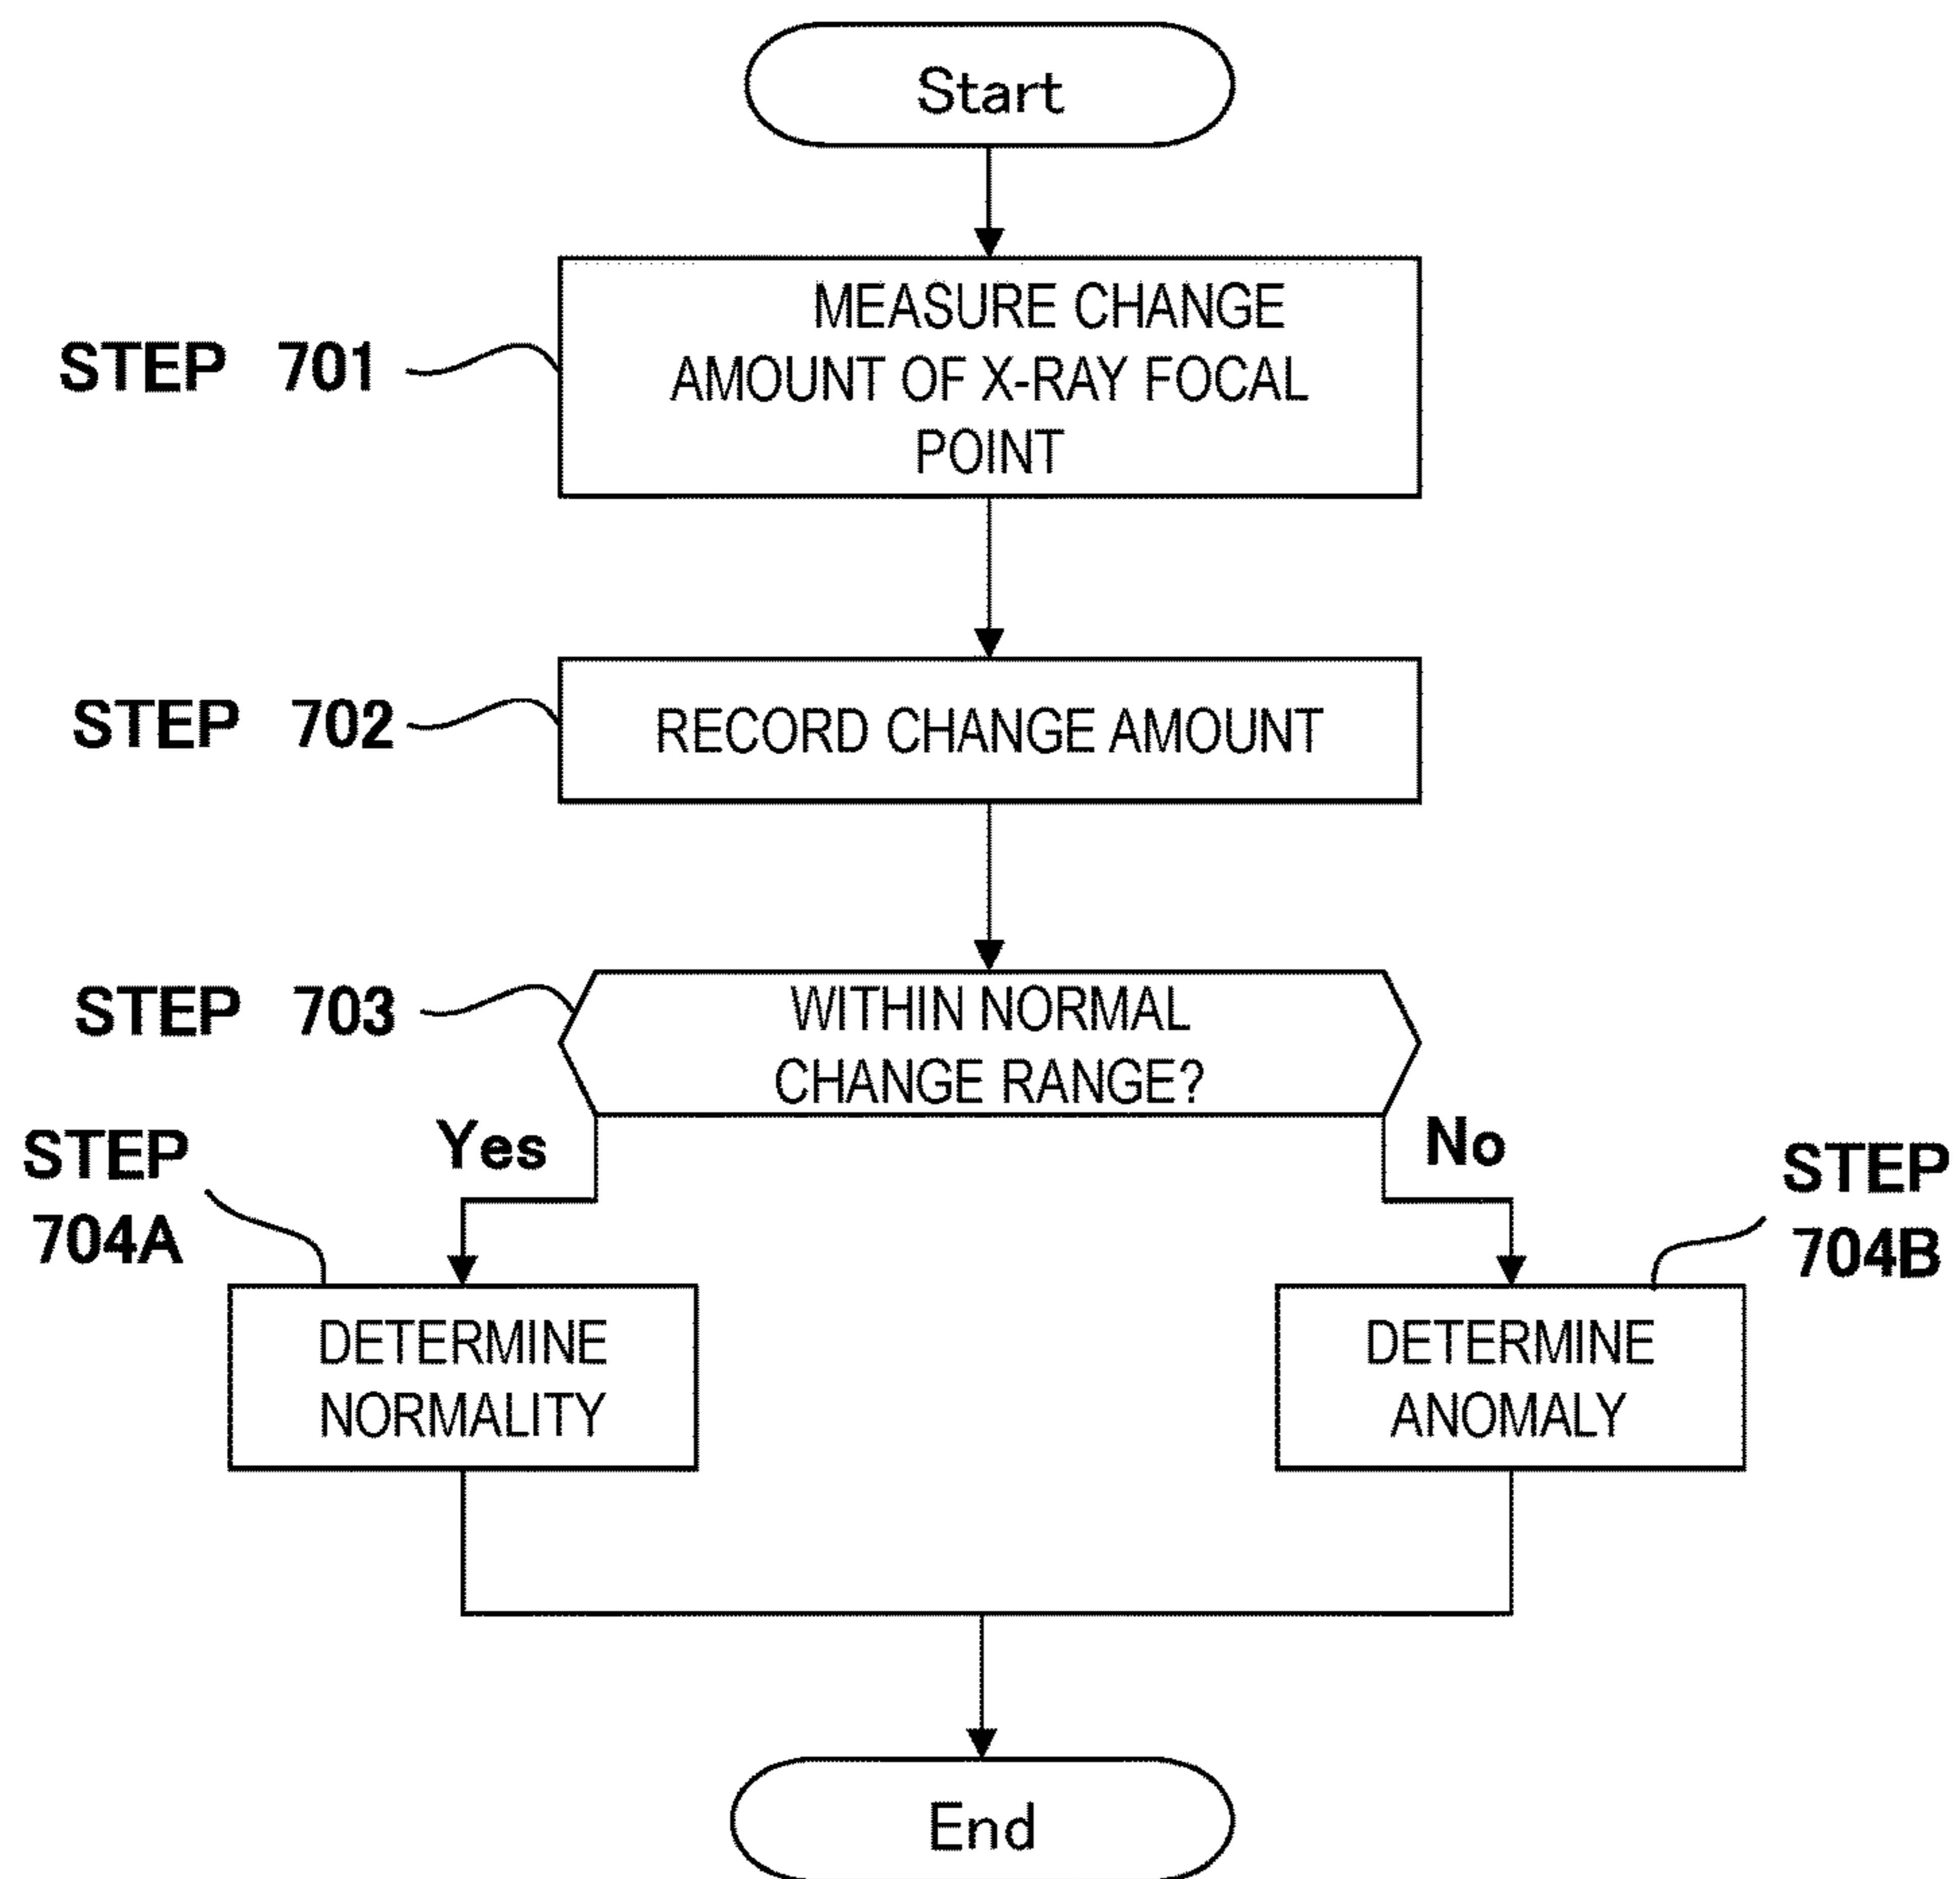 Start
STEP 701
MEASURE CHANGE
AMOUNT OF X-RAY FOCAL
POINT
STEP 702
RECORD CHANGE AMOUNT
STEP 703
WITHIN NORMAL
CHANGE RANGE?
Yes
No
STEP
704A
STEP
704B
DETERMINE
NORMALITY
DETERMINE
ANOMALY
End